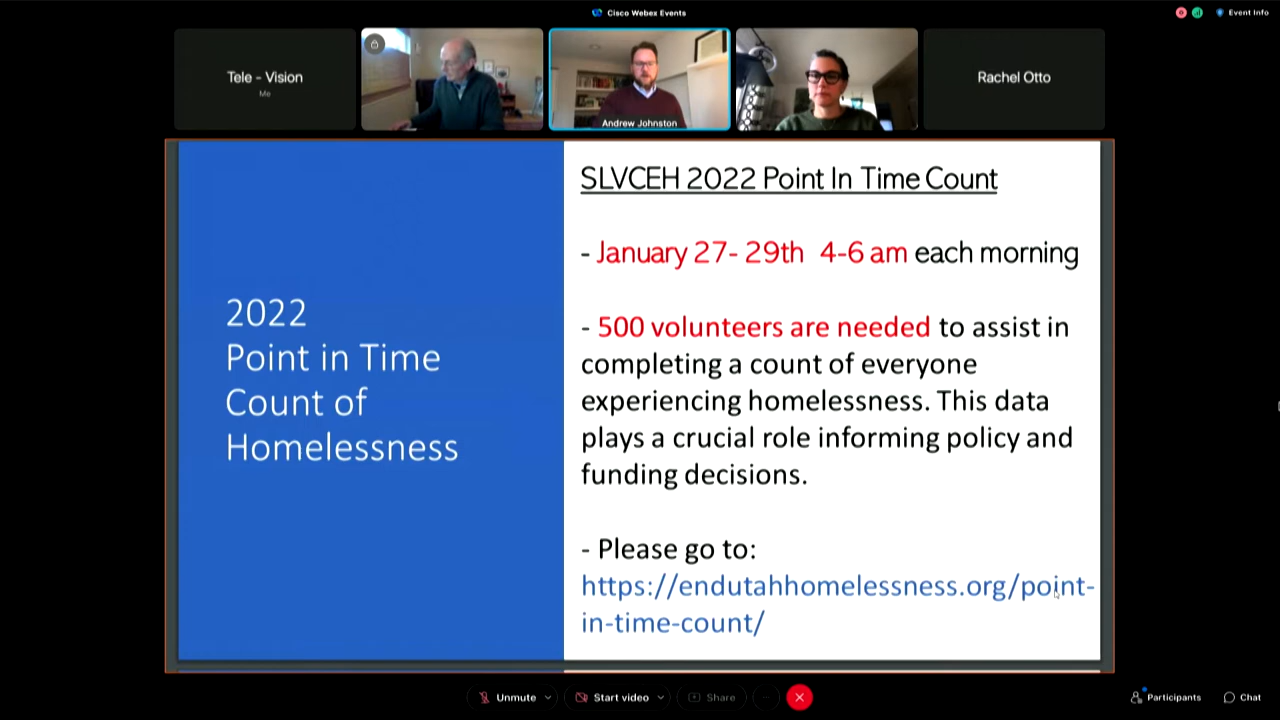 Cisco Webex Events
Event Info
Tele - Vision
Me
Andrew Johnston
Rachel Otto
2022
Point in Time
Count of
Homelessness
SLVCEH 2022 Point In Time Count
- January 27- 29th 4-6 am each morning
- 500 volunteers are needed to assist in
completing a count of everyone
experiencing homelessness. This data
plays a crucial role informing policy and
funding decisions.
- Please go to:
https://endutahhomelessness.org/point-
in-time-count/
Unmute
Start video
Share
Participants
Chat